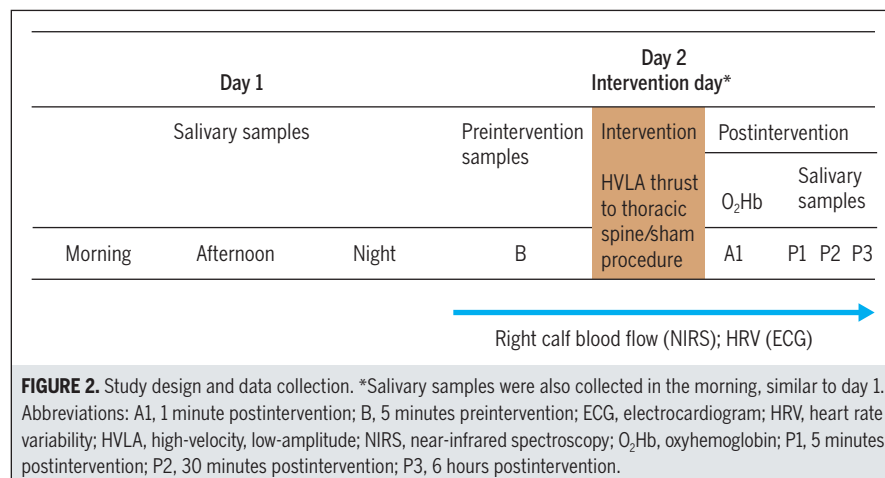 Day 1
Day 2
Intervention day*
Salivary samples
Preintervention
samples
Intervention
HVLA thrust
to thoracic
spine/sham
procedure
Postintervention
O₂Hb
Salivary
samples
Morning Afternoon Night B A1 P1 P2 P3
Right calf blood flow (NIRS); HRV (ECG)
FIGURE 2. Study design and data collection. *Salivary samples were also collected in the morning, similar to day 1.
Abbreviations: A1, 1 minute postintervention; B, 5 minutes preintervention; ECG, electrocardiogram; HRV, heart rate
variability; HVLA, high-velocity, low-amplitude; NIRS, near-infrared spectroscopy; O₂Hb, oxyhemoglobin; P1, 5 minutes
postintervention; P2, 30 minutes postintervention; P3, 6 hours postintervention.